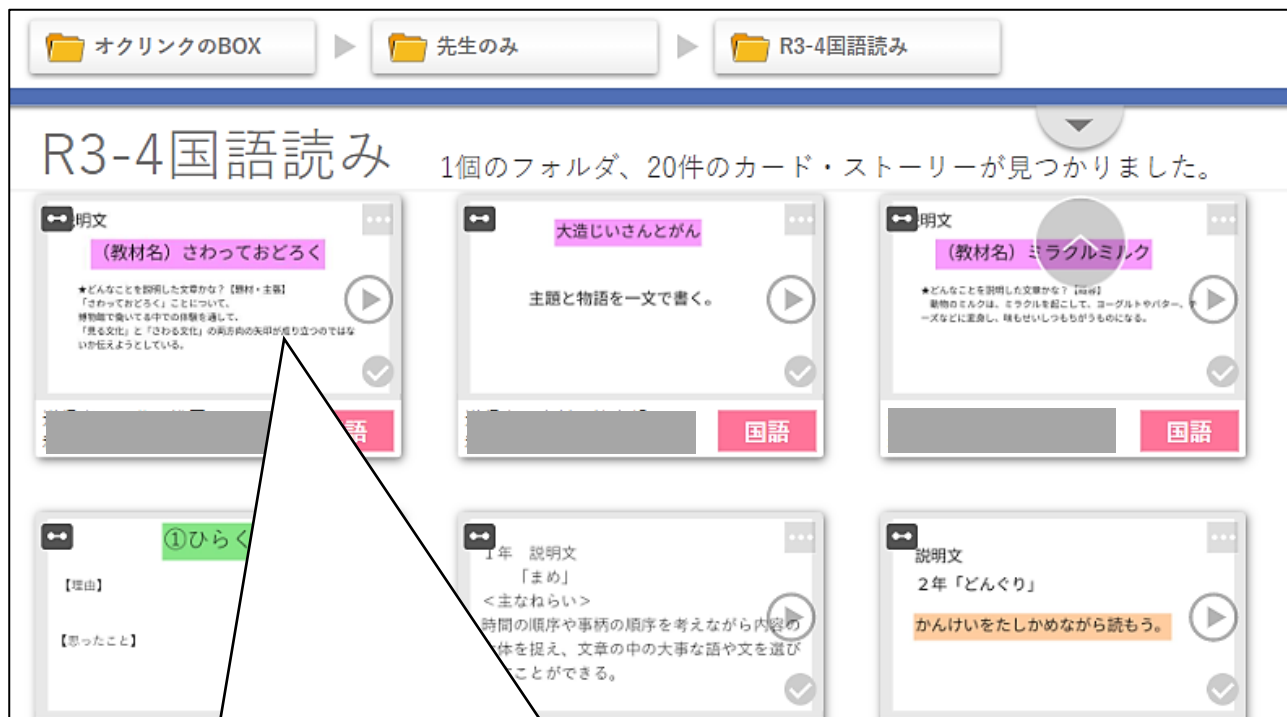 オクリンクのBOX
先生のみ
R3-4国語読み
R3-4国語読み
1個のフォルダ、20件のカード・ストーリーが見つかりました。
明文
(教材名)さわっておどろく
★どんなことを説明した文章かな?【題材・主張】
「さわっておどろく」ことについて、
博物館で働いてる中での体験を通して、
「見る文化」と「さわる文化」の両方向の矢印が成り立つのではな
いか伝えようとしている。
語
大造じいさんとがん
主題と物語を一文で書く。
国語
明文
(教材名)ミラクルミルク
★どんなことを説明した文章かな?
動物のミルクは、ミラクルを起こして、ヨーグルトやバター、
ーズなどに変身し、味もせいしつもちがうものになる。
国語
①ひらく
【理由】
【思ったこと】
1年 説明文
「まめ」
<主なねらい>
時間の順序や事柄の順序を考えながら内容の
体を捉え、文章の中の大事な語や文を選び
ことができる。
説明文
2年「どんぐり」
かんけいをたしかめながら読もう。